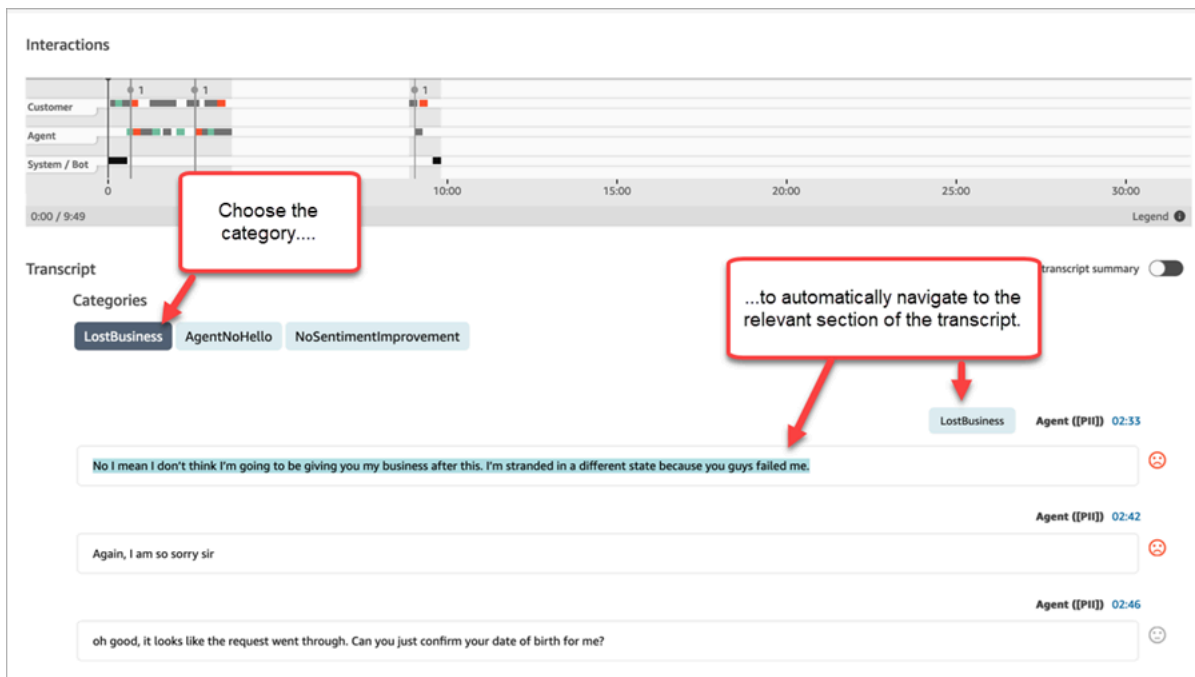 Interactions
1 1 1
Customer
Agent
System / Bot
0 10:00 15:00 20:00 25:00 30:00
0:00 / 9:49 Legend
Choose the
category....
Transcript
transcript summary
Categories
...to automatically navigate to the
relevant section of the transcript.
LostBusiness AgentNoHello NoSentimentImprovement
LostBusiness Agent ([PII]) 02:33
No I mean I don't think I'm going to be giving you my business after this. I'm stranded in a different state because you guys failed me.
Agent ([PII]) 02:42
Again, I am so sorry sir
Agent ([PII]) 02:46
oh good, it looks like the request went through. Can you just confirm your date of birth for me?